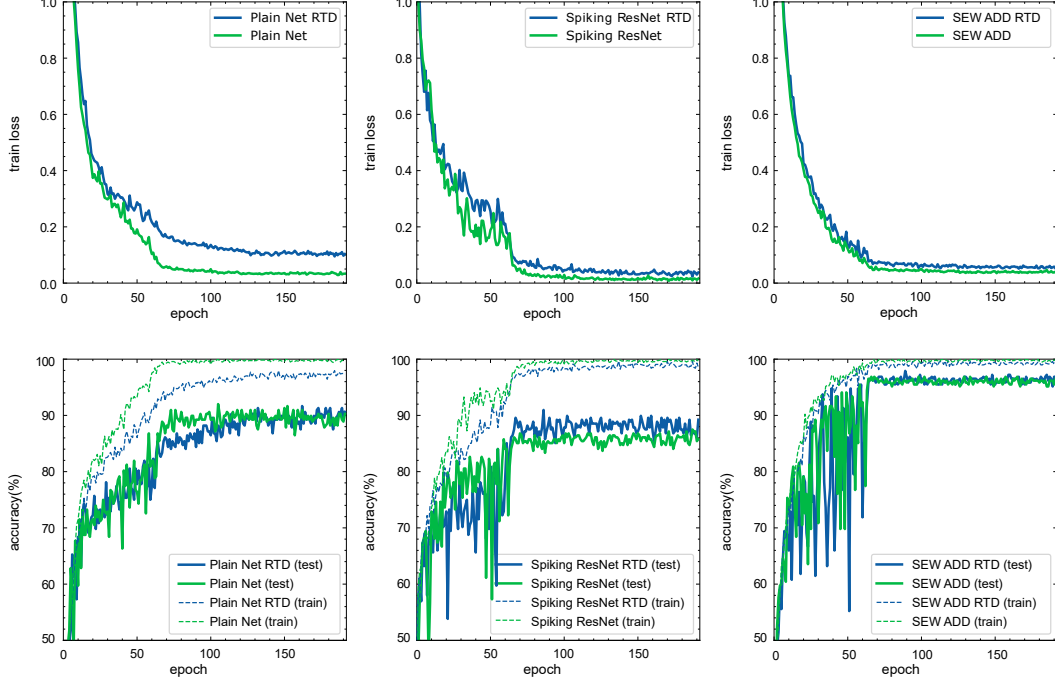 Plain Net RTD
Plain Net
train loss
1.0
0.8
0.6
0.4
0.2
0.0
0 50 100 150
epoch
Spiking ResNet RTD
Spiking ResNet
train loss
1.0
0.8
0.6
0.4
0.2
0.0
0 50 100 150
epoch
SEW ADD RTD
SEW ADD
train loss
1.0
0.8
0.6
0.4
0.2
0.0
0 50 100 150
epoch
accuracy(%)
100
90
80
70
60
50
Plain Net RTD (test)
Plain Net (test)
Plain Net RTD (train)
Plain Net (train)
0 50 100 150
epoch
accuracy(%)
100
90
80
70
60
50
Spiking ResNet RTD (test)
Spiking ResNet (test)
Spiking ResNet RTD (train)
Spiking ResNet (train)
0 50 100 150
epoch
accuracy(%)
100
90
80
70
60
50
SEW ADD RTD (test)
SEW ADD (test)
SEW ADD RTD (train)
SEW ADD (train)
0 50 100 150
epoch